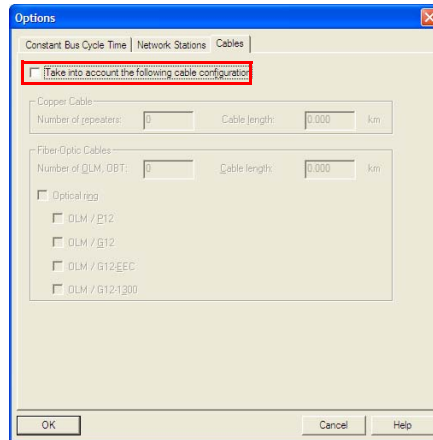 Options
Constant Bus Cycle Time Network Stations Cables
Take into account the following cable configuration
Copper Cable
Number of repeaters: 0 Cable length: 0.000 km
Fiber-Optic Cables
Number of OLM, OBT: 0 Cable length: 0.000 km
Optical ring
OLM / P12
OLM / G12
OLM / G12-EEC
OLM / G12-1300
OK Cancel Help